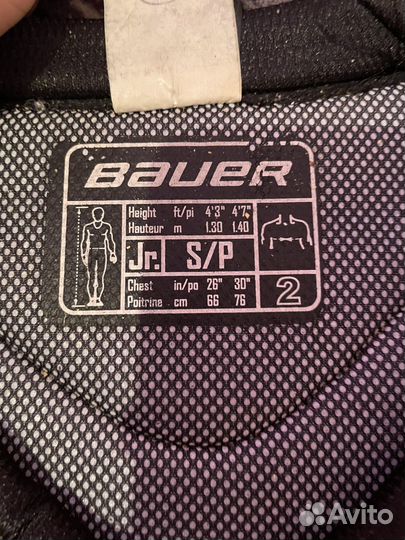 BAUER
Height ft/pi 4'3" 4'7"
Hauteur m 1.30 1.40
Jr. S/P
Chest in/po 26" 30"
Poitrine cm 66 76
2
Avito